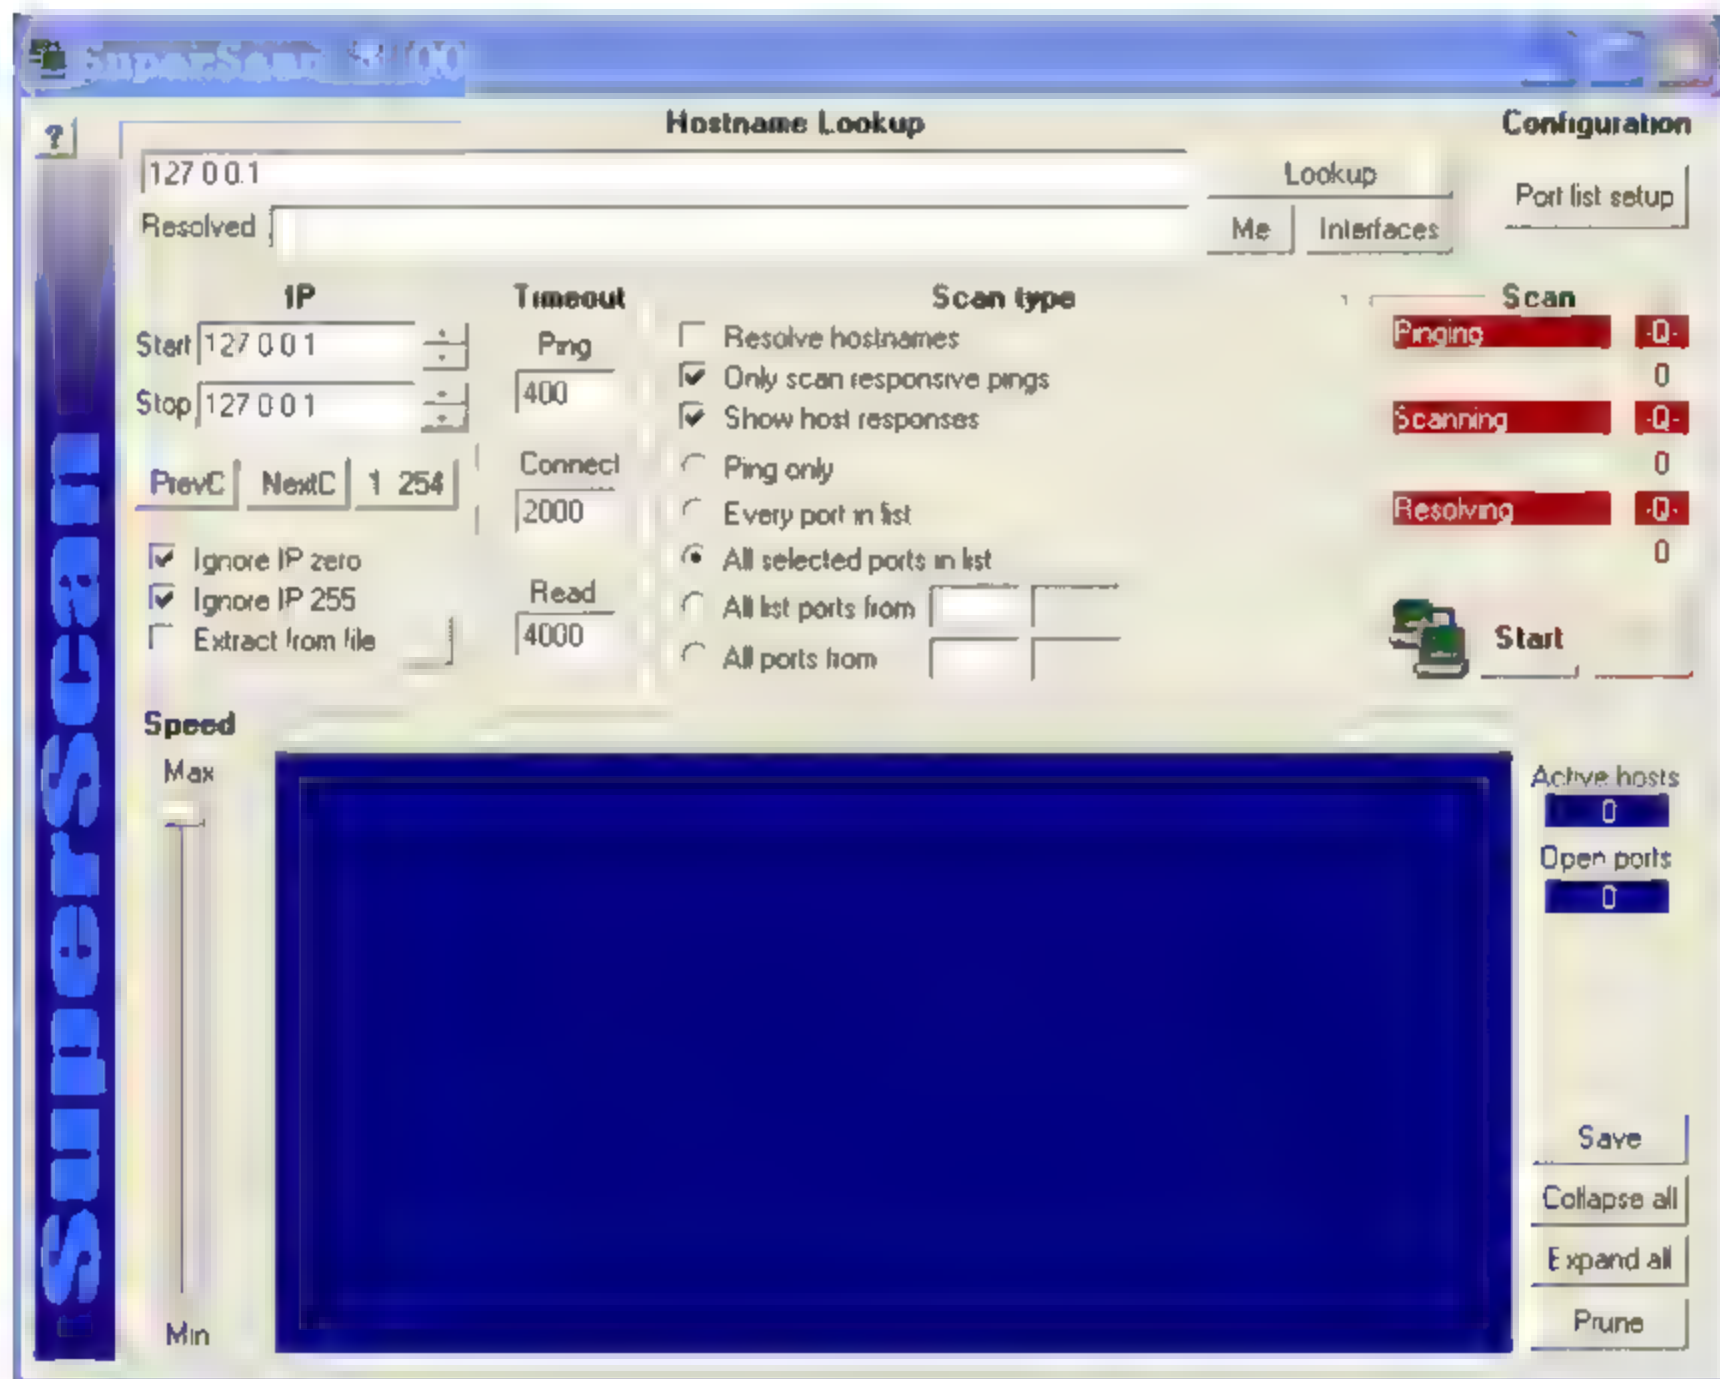 SuperScan 3.00
Hostname Lookup
Configuration
?
127.0.0.1
Lookup
Port list setup
Resolved
Me
Interfaces
IP
Timeout
Scan type
Scan
Start 127.0.0.1
Ping
Resolve hostnames
Pinging -Q-
Stop 127.0.0.1
400
Only scan responsive pings
0
Show host responses
Scanning -Q-
PrevC NextC 1..254
Connect
Ping only
0
2000
Every port in list
Resolving -Q-
Ignore IP zero
All selected ports in list
0
Ignore IP 255
Read
All list ports from
Extract from file
4000
All ports from
Start
Speed
Max
Active hosts
0
Open ports
0
Save
Collapse all
Expand all
Min
Prune
SuperScan